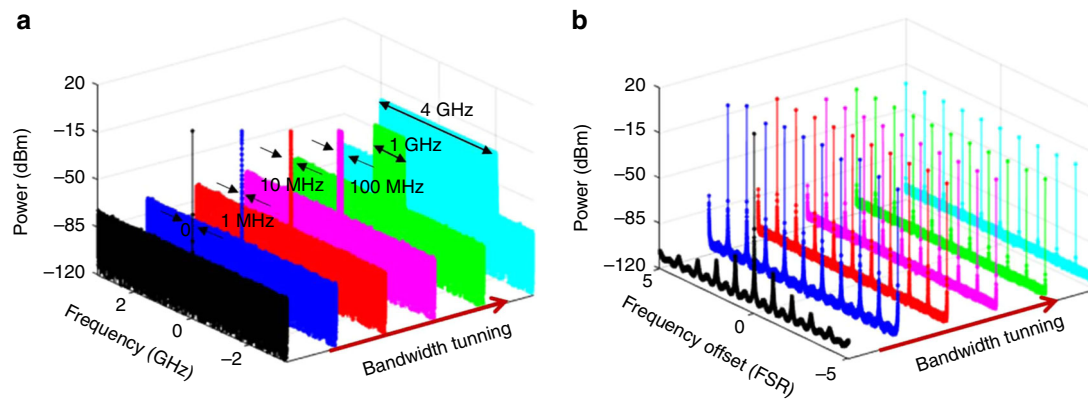 a
Power (dBm)
20
−15
−50
−85
−120
2
0
−2
Frequency (GHz)
0
1 MHz
10 MHz
100 MHz
1 GHz
4 GHz
Bandwidth tunning
b
Power (dBm)
20
−15
−50
−85
−120
5
0
−5
Frequency offset (FSR)
Bandwidth tunning